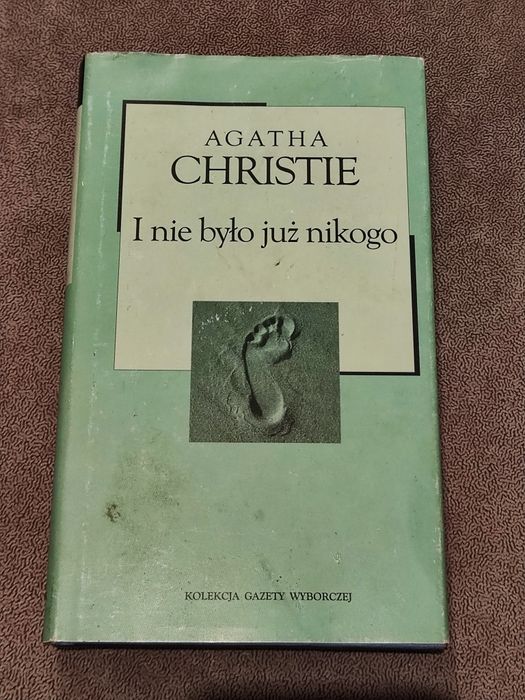 AGATHA
CHRISTIE
I nie było już nikogo
KOLEKCJA GAZETY WYBORCZEJ